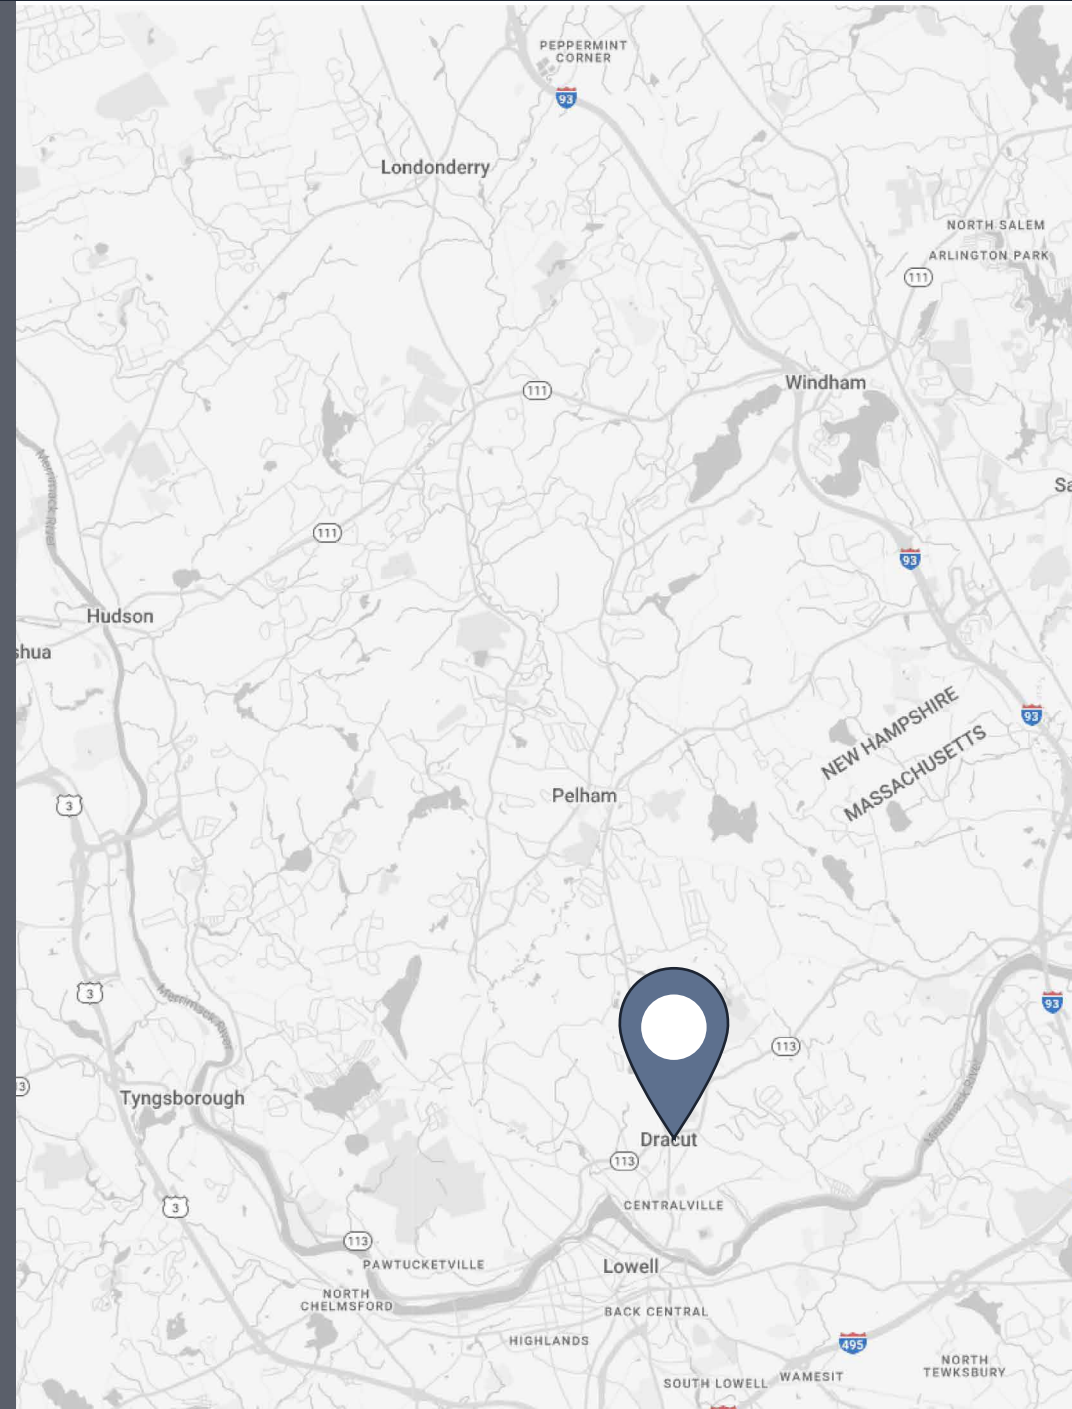 PEPPERMINT
CORNER
93
Londonderry
NORTH SALEM
ARLINGTON PARK
111
Windham
111
Merrimack River
Sa
111
93
Hudson
shua
NEW HAMPSHIRE
93
MASSACHUSETTS
Pelham
3
3
Merrimack River
93
113
13
Tyngsborough
Merrimack River
Dracut
113
3
CENTRALVILLE
113
PAWTUCKETVILLE
Lowell
NORTH
CHELMSFORD
BACK CENTRAL
HIGHLANDS
495
NORTH
TEWKSBURY
WAMESIT
SOUTH LOWELL